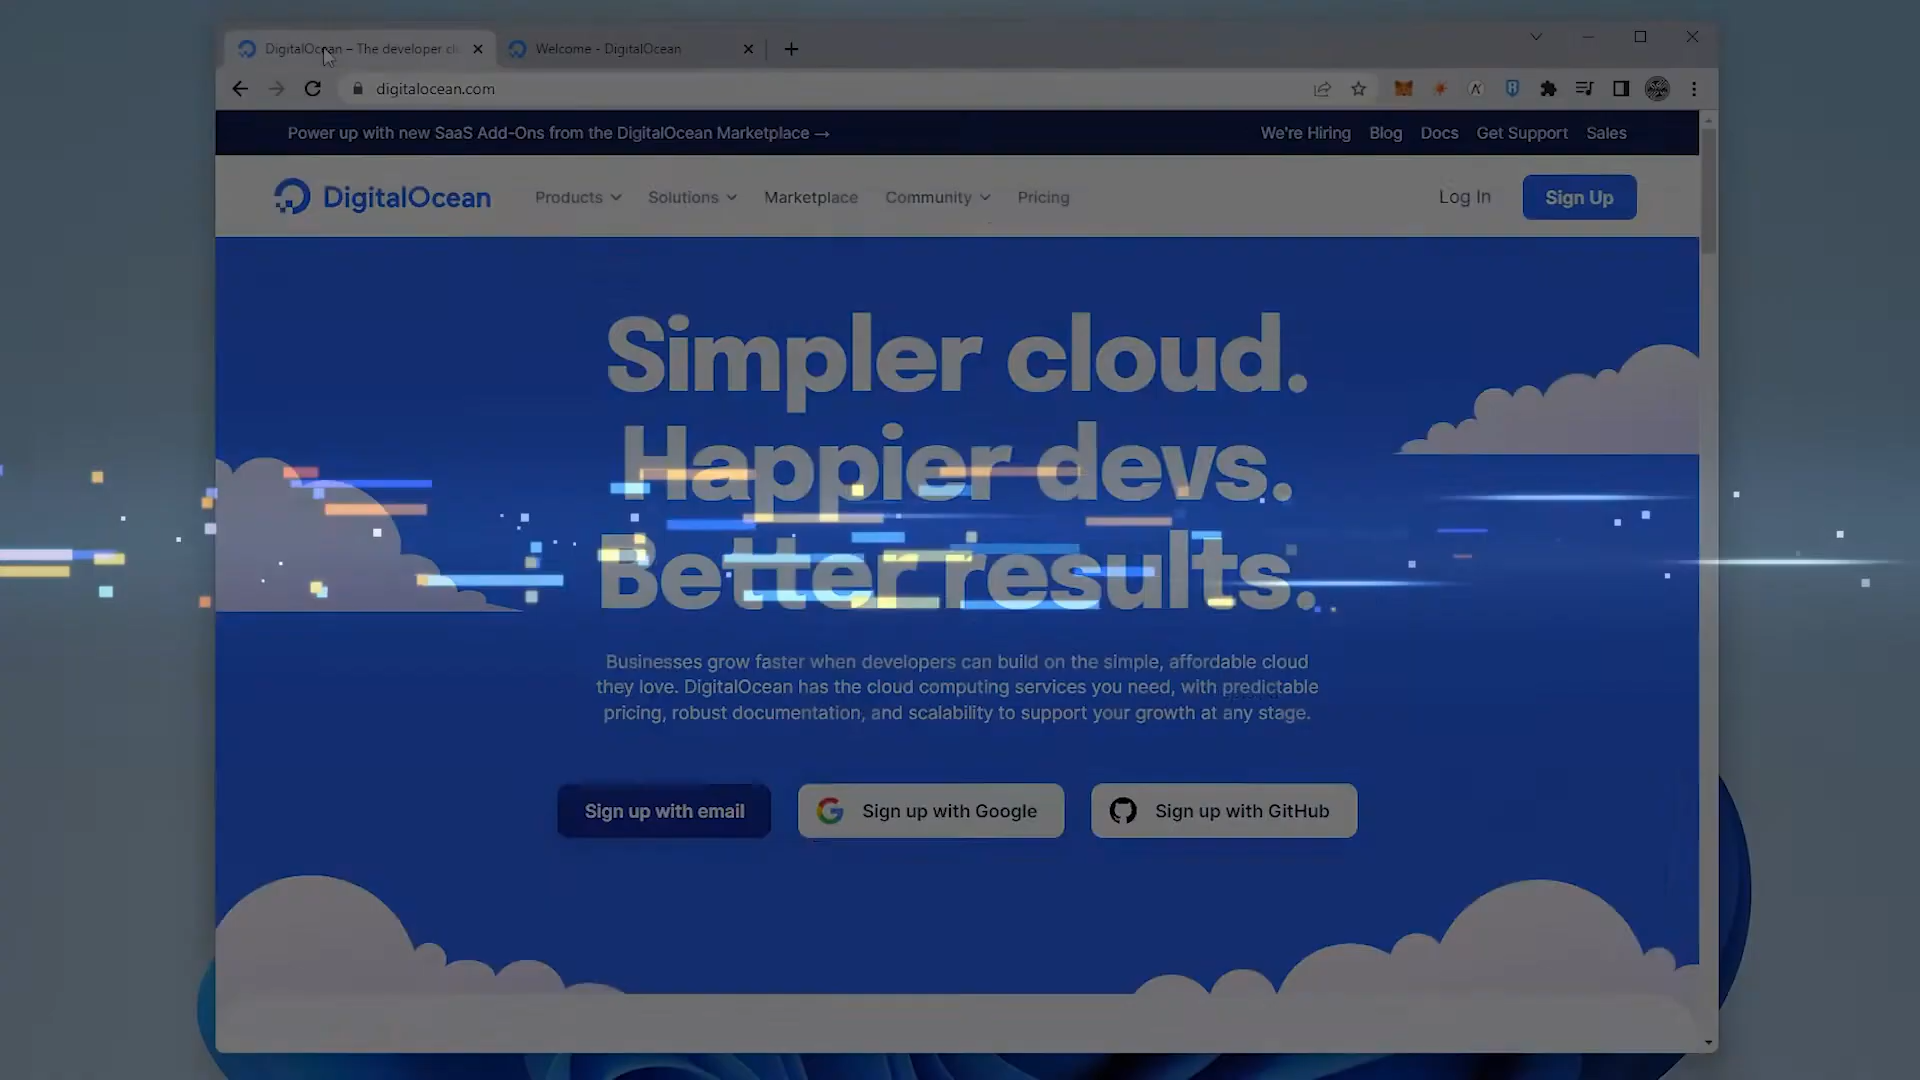 DigitalOcean – The developer cl
Welcome - DigitalOcean
digitalocean.com
Power up with new SaaS Add-Ons from the DigitalOcean Marketplace →
We're Hiring
Blog
Docs
Get Support
Sales
DigitalOcean
Products
Solutions
Marketplace
Community
Pricing
Log In
Sign Up
Simpler cloud.
Happier devs.
Better results.
Businesses grow faster when developers can build on the simple, affordable cloud
they love. DigitalOcean has the cloud computing services you need, with predictable
pricing, robust documentation, and scalability to support your growth at any stage.
Sign up with email
Sign up with Google
Sign up with GitHub